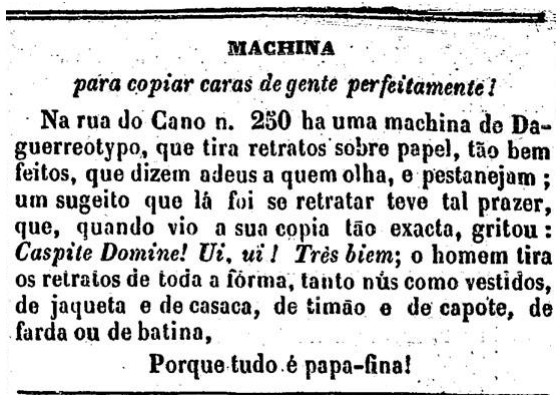 MACHINA
para copiar caras de gente perfeitamente!
Na rua do Cano n. 250 ha uma machina de Da-
guerreotypo, que tira retratos sobre papel, tão bem
feitos, que dizem adeus a quem olha, e pestanejam ;
um sugeito que lá foi se retratar teve tal prazer,
que, quando vio a sua copia tão exacta, gritou :
Caspite Domine! Ui, ui! Très biem; o homem tira
os retratos de toda a fórma, tanto nús como vestidos,
de jaqueta e de casaca, de timão e de capote, de
farda ou de batina,
Porque tudo é papa-fina!